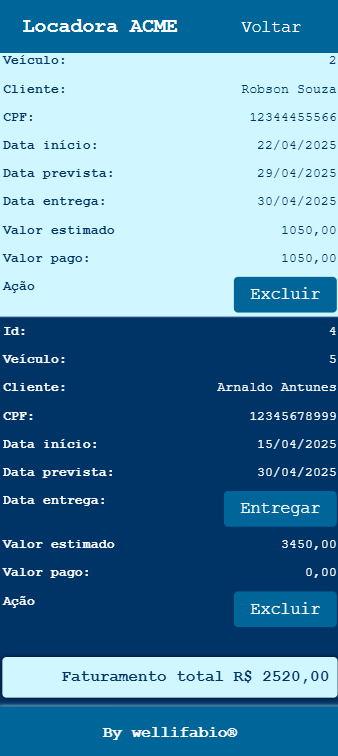 Locadora ACME Voltar
Veículo: 2
Cliente: Robson Souza
CPF: 12344455566
Data início: 22/04/2025
Data prevista: 29/04/2025
Data entrega: 30/04/2025
Valor estimado 1050,00
Valor pago: 1050,00
Ação Excluir
Id: 4
Veículo: 5
Cliente: Arnaldo Antunes
CPF: 12345678999
Data início: 15/04/2025
Data prevista: 30/04/2025
Data entrega: Entregar
Valor estimado 3450,00
Valor pago: 0,00
Ação Excluir
Faturamento total R$ 2520,00
By wellifabio®